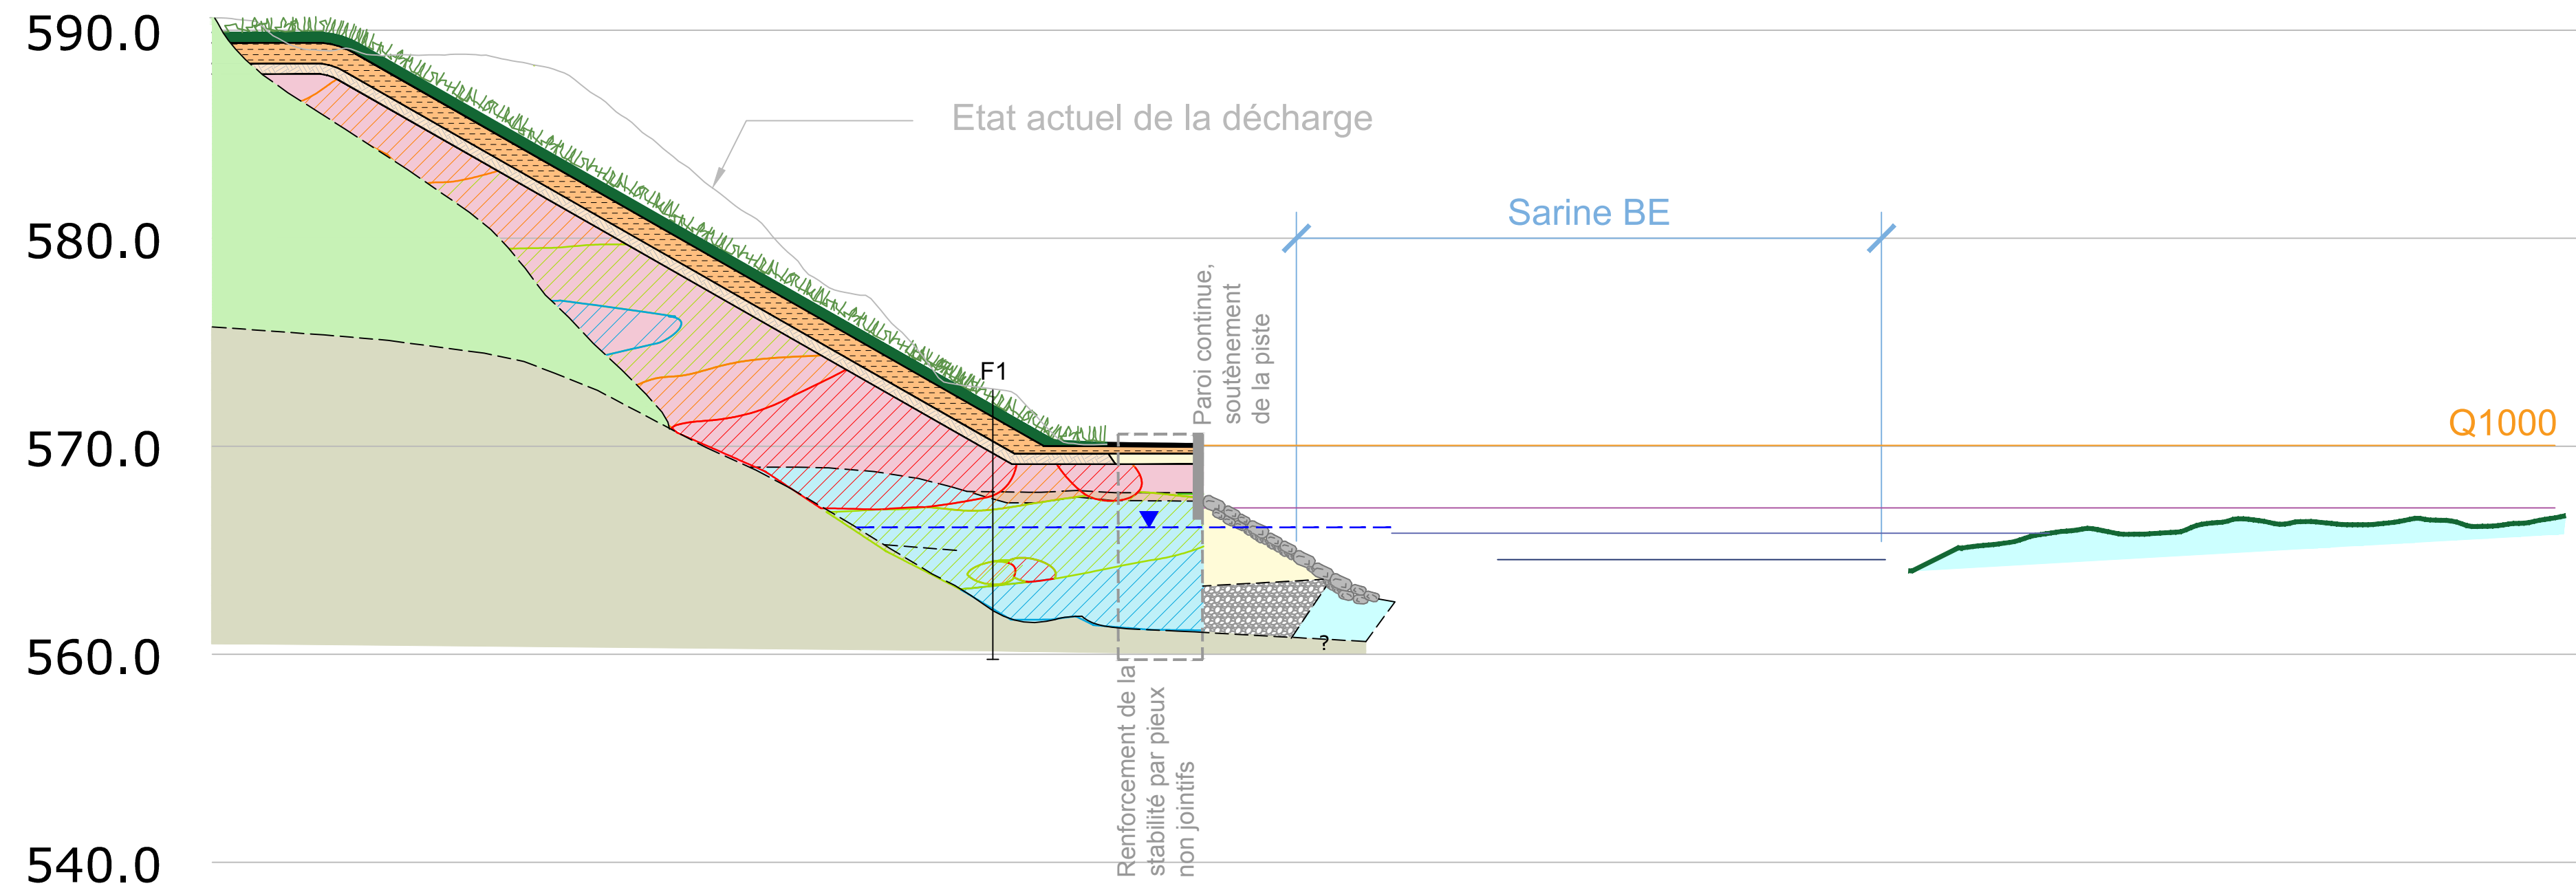 590.0
Etat actuel de la décharge
Sarine BE
580.0
Paroi continue,
soutènement
de la piste
F1
Q1000
570.0
?
560.0
Renforcement de la
stabilité par pieux
non jointifs
540.0